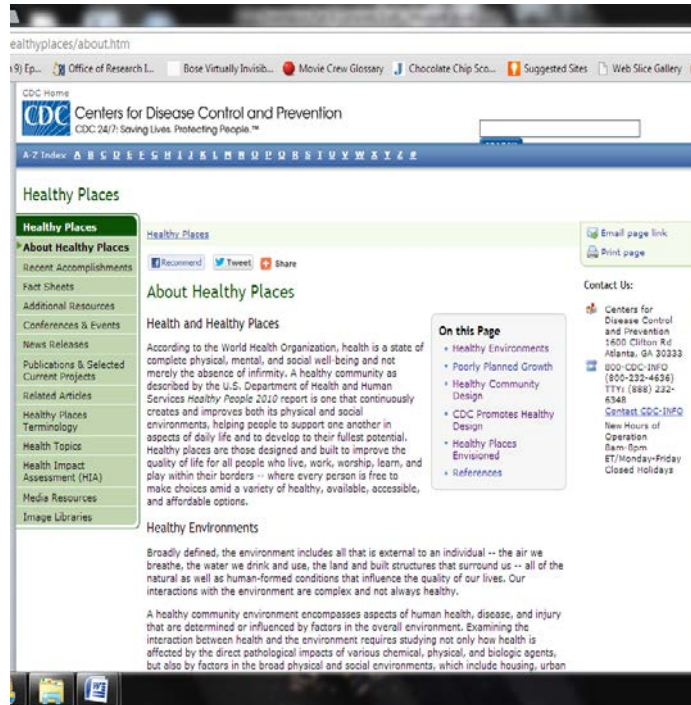 ealthyplaces/about.htm
9) Ep... Office of Research I... Bose Virtually Invisib... Movie Crew Glossary Chocolate Chip Sco... Suggested Sites Web Slice Gallery
CDC Home
CDC
Centers for Disease Control and Prevention
CDC 24/7: Saving Lives. Protecting People.™
A-Z Index A B C D E F G H I J K L M N O P Q R S T U V W X Y Z #
Healthy Places
Healthy Places
About Healthy Places
Recent Accomplishments
Fact Sheets
Additional Resources
Conferences & Events
News Releases
Publications & Selected
Current Projects
Related Articles
Healthy Places
Terminology
Health Topics
Health Impact
Assessment (HIA)
Media Resources
Image Libraries
Healthy Places
Recommend Tweet Share
About Healthy Places
Health and Healthy Places
According to the World Health Organization, health is a state of
complete physical, mental, and social well-being and not
merely the absence of infirmity. A healthy community as
described by the U.S. Department of Health and Human
Services Healthy People 2010 report is one that continuously
creates and improves both its physical and social
environments, helping people to support one another in
aspects of daily life and to develop to their fullest potential.
Healthy places are those designed and built to improve the
quality of life for all people who live, work, worship, learn, and
play within their borders -- where every person is free to
make choices amid a variety of healthy, available, accessible,
and affordable options.
On this Page
Healthy Environments
Poorly Planned Growth
Healthy Community
Design
CDC Promotes Healthy
Design
Healthy Places
Envisioned
References
Healthy Environments
Broadly defined, the environment includes all that is external to an individual -- the air we
breathe, the water we drink and use, the land and built structures that surround us -- all of the
natural as well as human-formed conditions that influence the quality of our lives. Our
interactions with the environment are complex and not always
healthy.
A healthy community environment encompasses aspects of human health, disease, and injury
that are determined or influenced by factors in the overall environment. Examining the
interaction between health and the environment requires studying not only how health is
affected by the direct pathological impacts of various chemical, physical, and biologic agents,
but also by factors in the broad physical and social environments, which include housing, urban
Email page link
Print page
Contact Us:
Centers for
Disease Control
and Prevention
1600 Clifton Rd
Atlanta, GA 30333
800-CDC-INFO
(800-232-4636)
TTY: (888) 232-
6348
Contact CDC-INFO
New Hours of
Operation
8am-8pm
ET/Monday-Friday
Closed Holidays